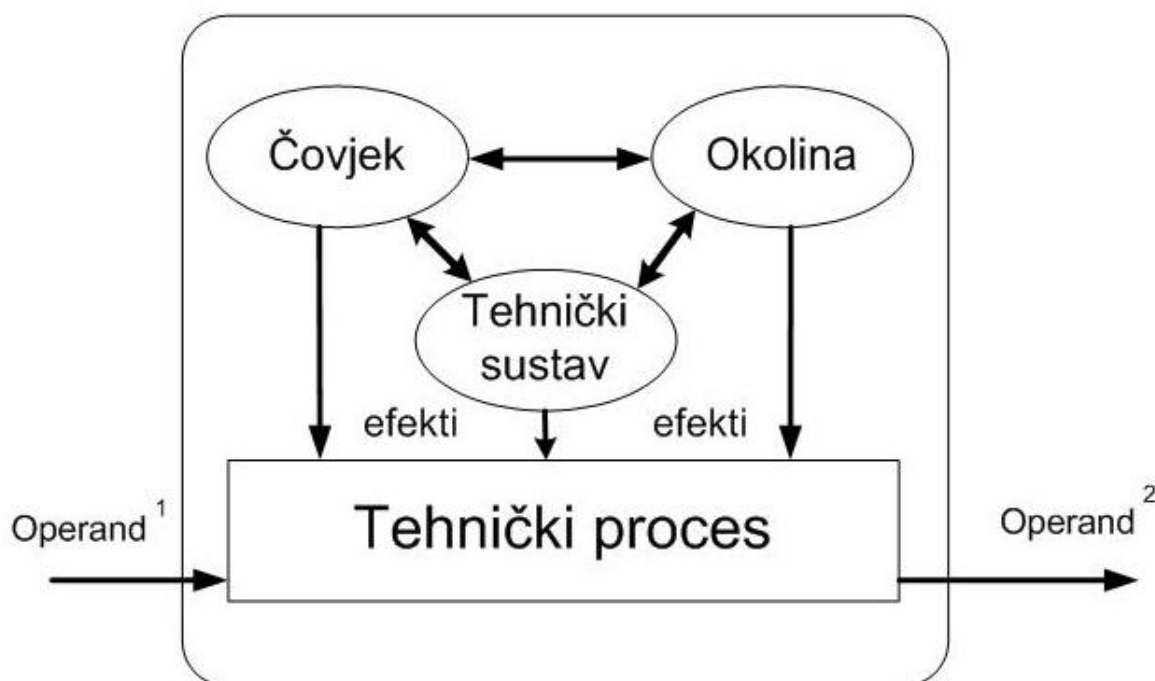 Čovjek
Okolina
Tehnički
sustav
efekti
efekti
Operand 1
Tehnički proces
Operand 2